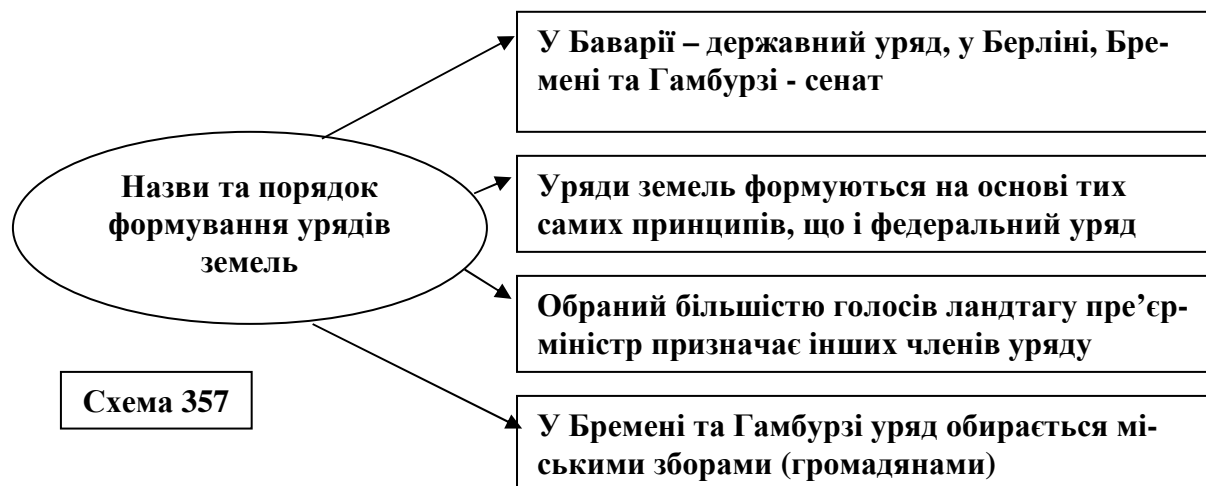 У Баварії – державний уряд, у Берліні, Бре-
мені та Гамбурзі - сенат
Назви та порядок
формування урядів
земель
Уряди земель формуються на основі тих
самих принципів, що і федеральний уряд
Обраний більшістю голосів ландтагу пре’єр-
міністр призначає інших членів уряду
Схема 357
У Бремені та Гамбурзі уряд обирається мі-
ськими зборами (громадянами)